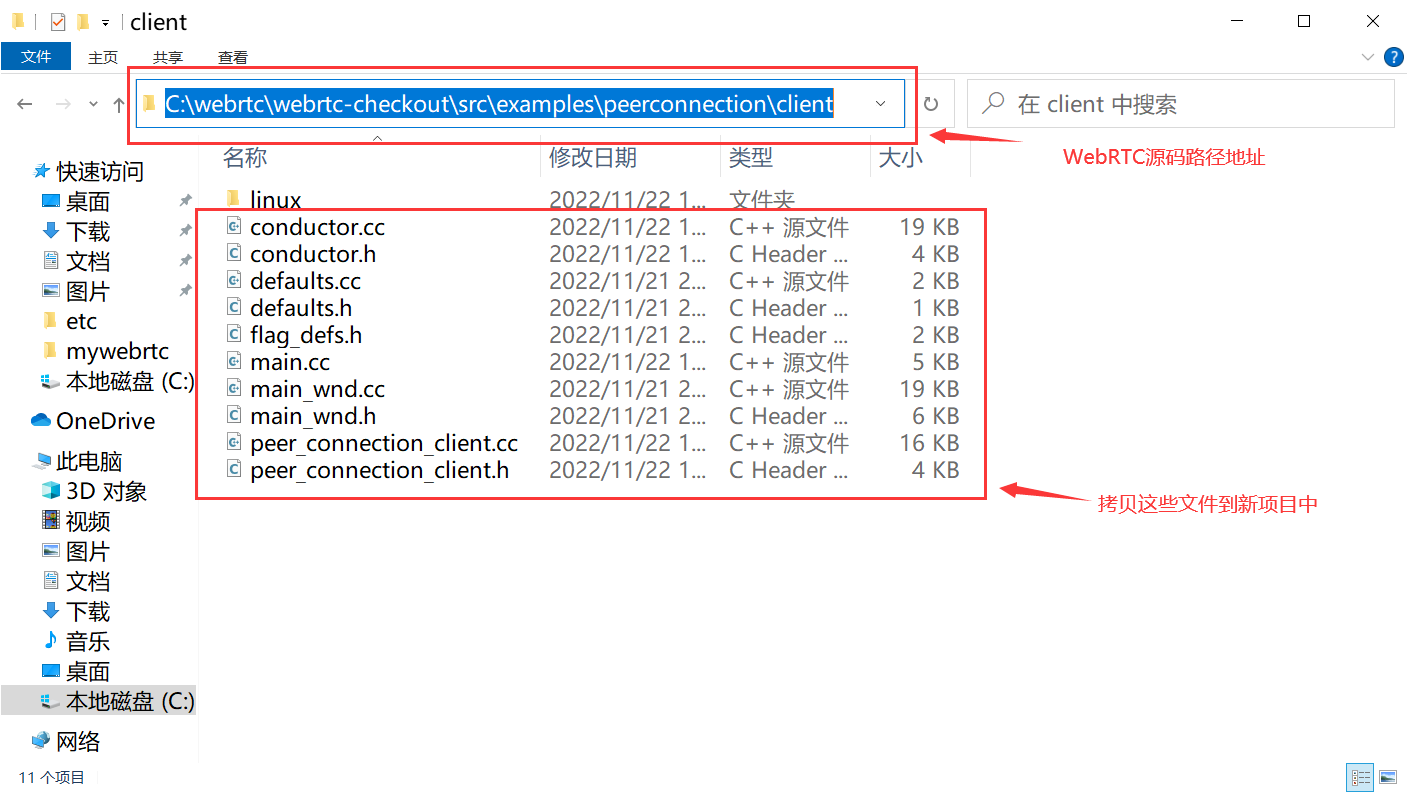 client
文件 主页 共享 查看
C:\webrtc\webrtc-checkout\src\examples\peerconnection\client
在 client 中搜索
WebRTC源码路径地址
名称 修改日期 类型 大小
linux 2022/11/22 1... 文件夹
conductor.cc 2022/11/22 1... C++ 源文件 19 KB
conductor.h 2022/11/22 1... C Header ... 4 KB
defaults.cc 2022/11/21 2... C++ 源文件 2 KB
defaults.h 2022/11/21 2... C Header ... 1 KB
flag_defs.h 2022/11/21 2... C Header ... 2 KB
main.cc 2022/11/22 1... C++ 源文件 5 KB
main_wnd.cc 2022/11/21 2... C++ 源文件 19 KB
main_wnd.h 2022/11/21 2... C Header ... 6 KB
peer_connection_client.cc 2022/11/22 1... C++ 源文件 16 KB
peer_connection_client.h 2022/11/22 1... C Header ... 4 KB
拷贝这些文件到新项目中
快速访问
桌面
下载
文档
图片
etc
mywebrtc
本地磁盘 (C:)
OneDrive
此电脑
3D 对象
视频
图片
文档
下载
音乐
桌面
本地磁盘 (C:)
网络
11 个项目